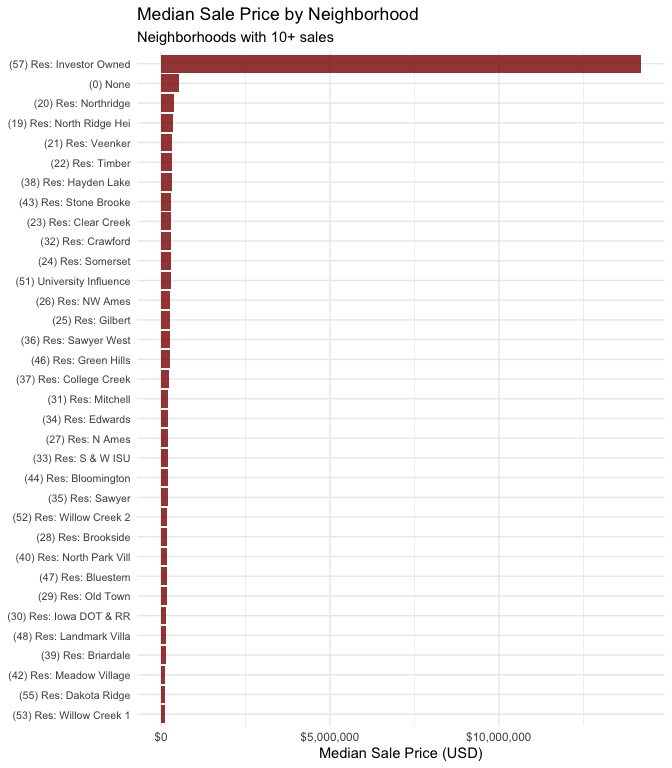 Median Sale Price by Neighborhood
Neighborhoods with 10+ sales
(57) Res: Investor Owned
(0) None
(20) Res: Northridge
(19) Res: North Ridge Hei
(21) Res: Veenker
(22) Res: Timber
(38) Res: Hayden Lake
(43) Res: Stone Brooke
(23) Res: Clear Creek
(32) Res: Crawford
(24) Res: Somerset
(51) University Influence
(26) Res: NW Ames
(25) Res: Gilbert
(36) Res: Sawyer West
(46) Res: Green Hills
(37) Res: College Creek
(31) Res: Mitchell
(34) Res: Edwards
(27) Res: N Ames
(33) Res: S & W ISU
(44) Res: Bloomington
(35) Res: Sawyer
(52) Res: Willow Creek 2
(28) Res: Brookside
(40) Res: North Park Vill
(47) Res: Bluestem
(29) Res: Old Town
(30) Res: Iowa DOT & RR
(48) Res: Landmark Villa
(39) Res: Briardale
(42) Res: Meadow Village
(55) Res: Dakota Ridge
(53) Res: Willow Creek 1
$0 $5,000,000 $10,000,000
Median Sale Price (USD)